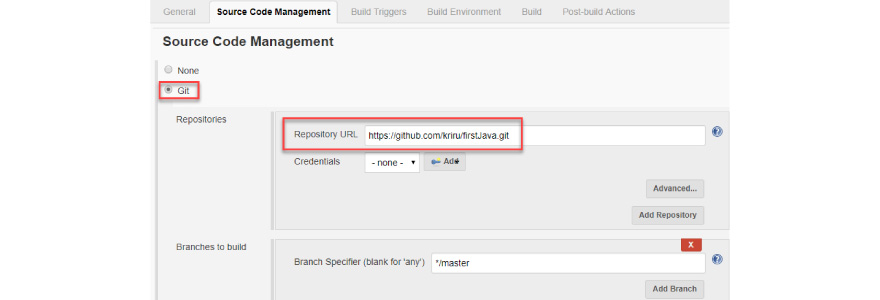 General Source Code Management Build Triggers Build Environment Build Post-build Actions
Source Code Management
None
Git
Repositories
Repository URL https://github.com/kriru/firstJava.git
Credentials - none - Add
Advanced...
Add Repository
Branches to build
X
Branch Specifier (blank for 'any') */master
Add Branch